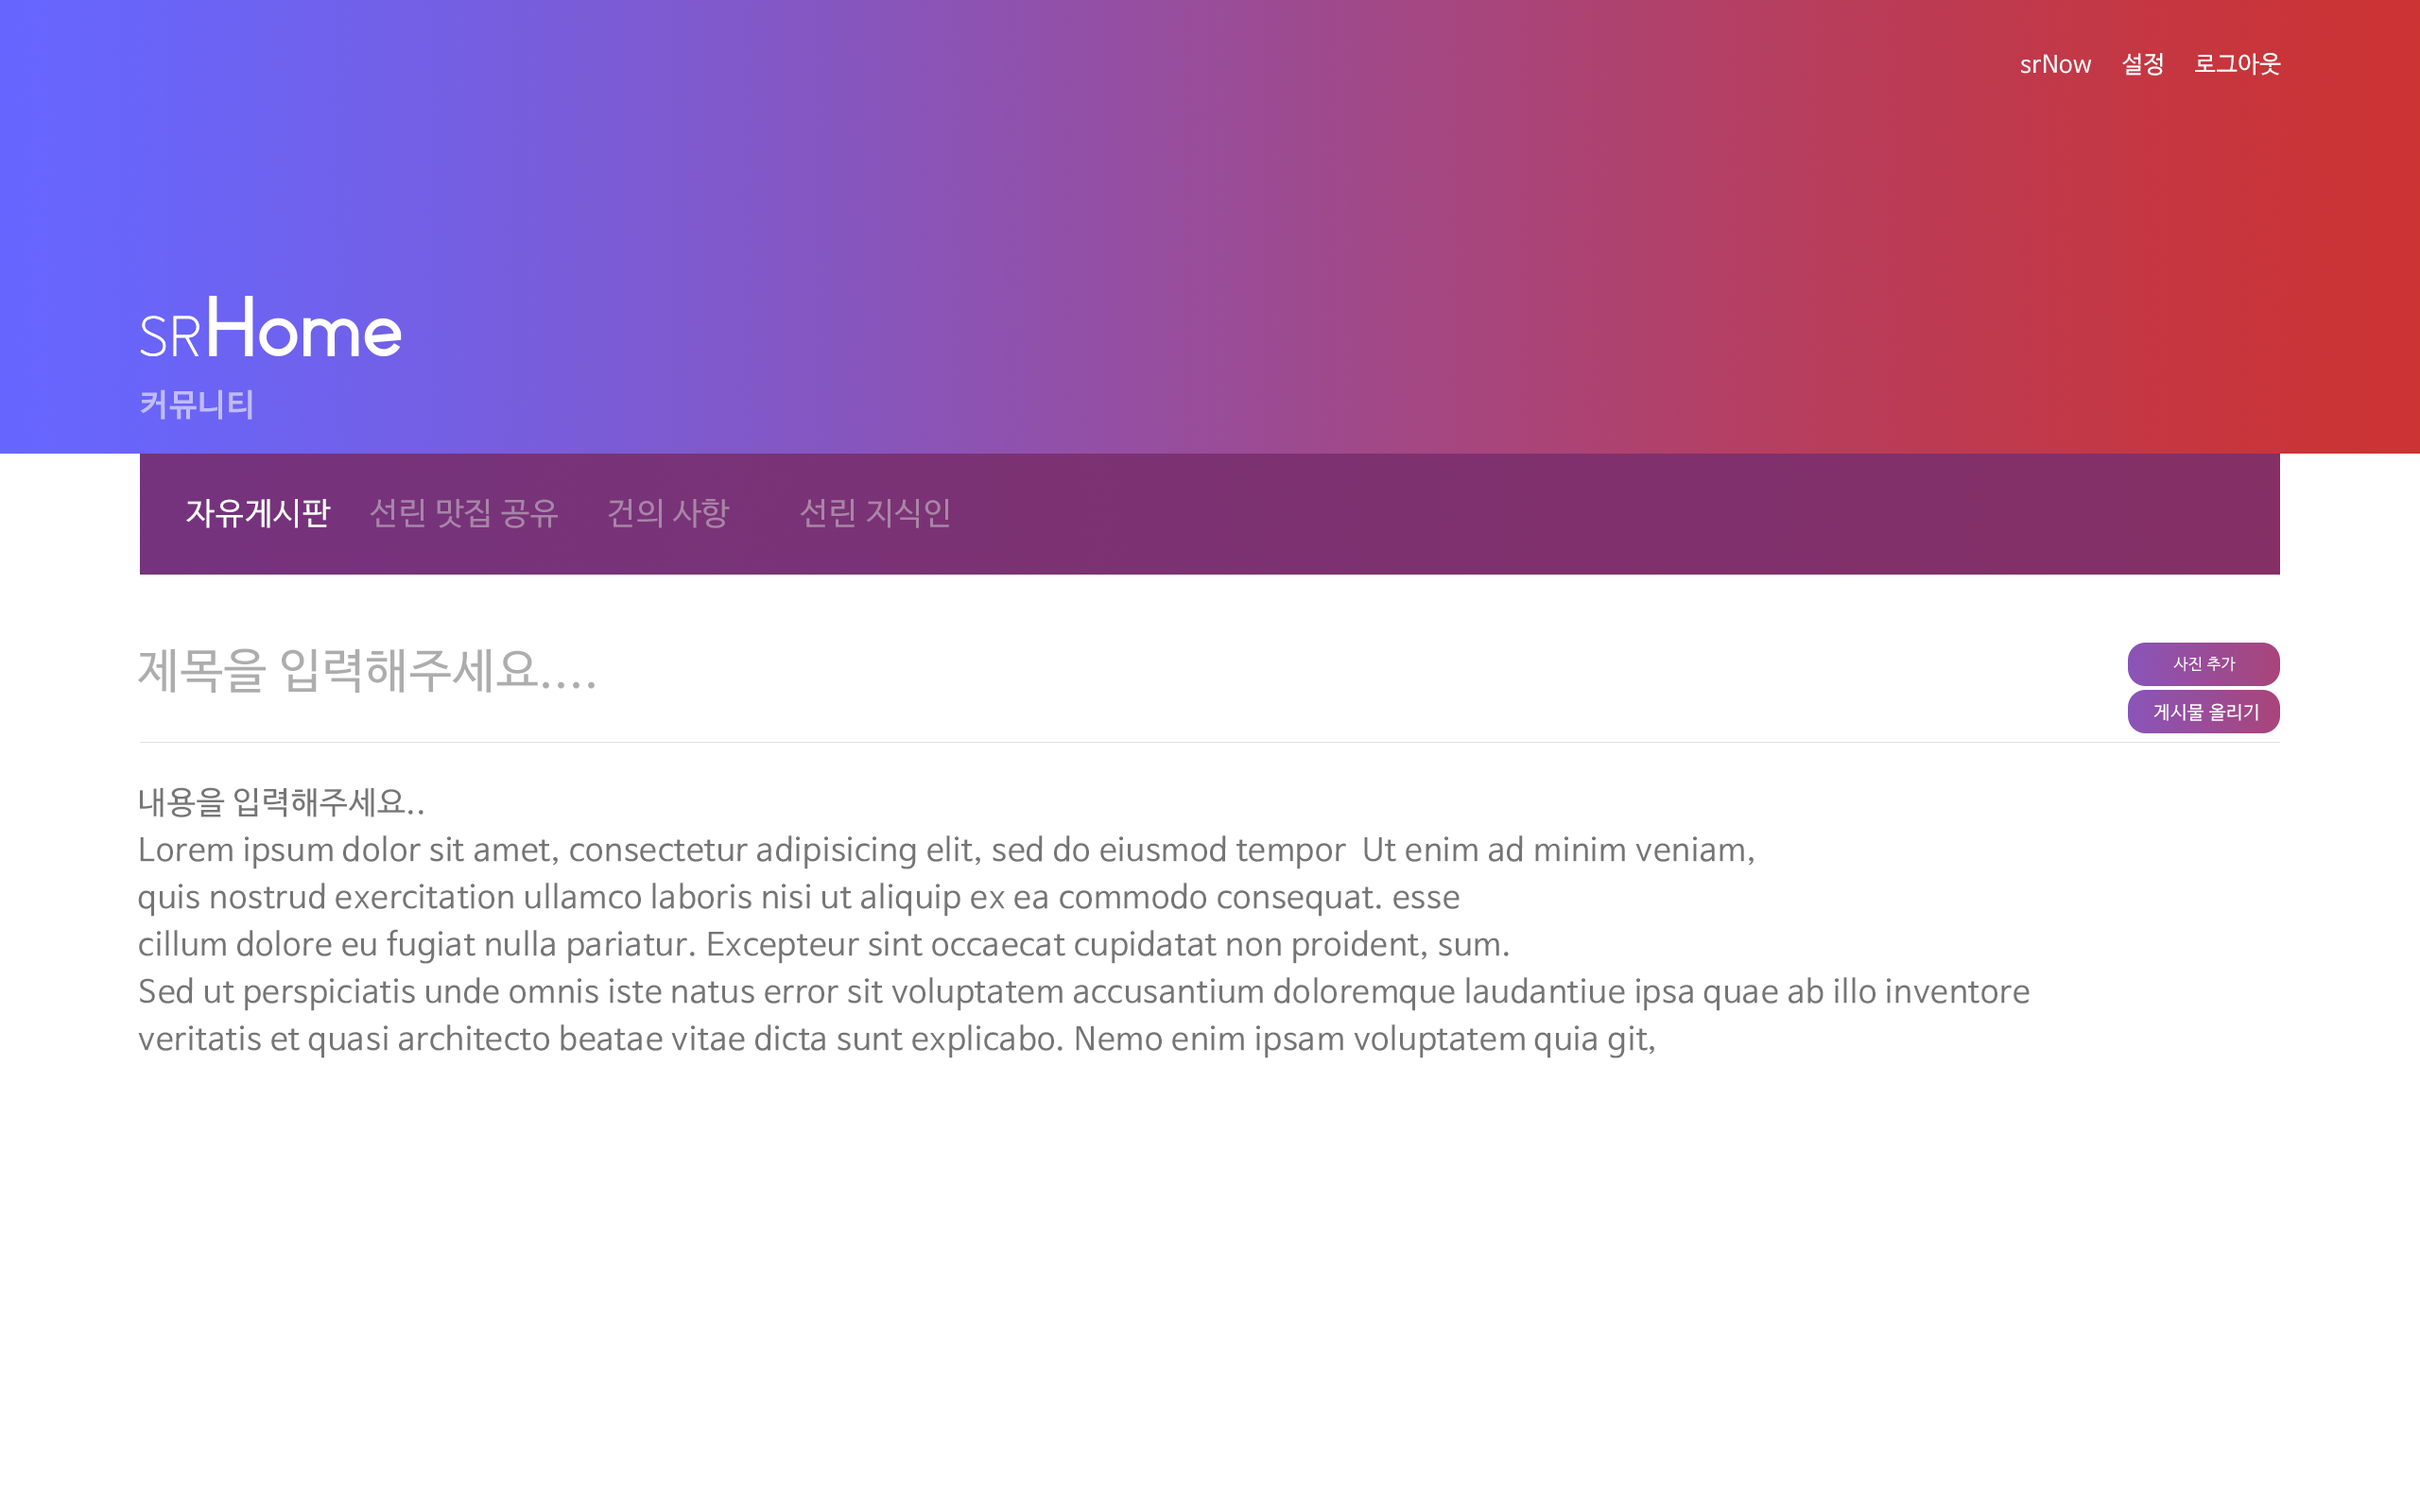 srNow 설정 로그아웃
SRHome
커뮤니티
자유게시판 선린 맛집 공유 건의 사항 선린 지식인
제목을 입력해주세요....
사진 추가
게시물 올리기
내용을 입력해주세요..
Lorem ipsum dolor sit amet, consectetur adipisicing elit, sed do eiusmod tempor  Ut enim ad minim veniam,
quis nostrud exercitation ullamco laboris nisi ut aliquip ex ea commodo consequat. esse
cillum dolore eu fugiat nulla pariatur. Excepteur sint occaecat cupidatat non proident, sum.
Sed ut perspiciatis unde omnis iste natus error sit voluptatem accusantium doloremque laudantiue ipsa quae ab illo inventore
veritatis et quasi architecto beatae vitae dicta sunt explicabo. Nemo enim ipsam voluptatem quia git,